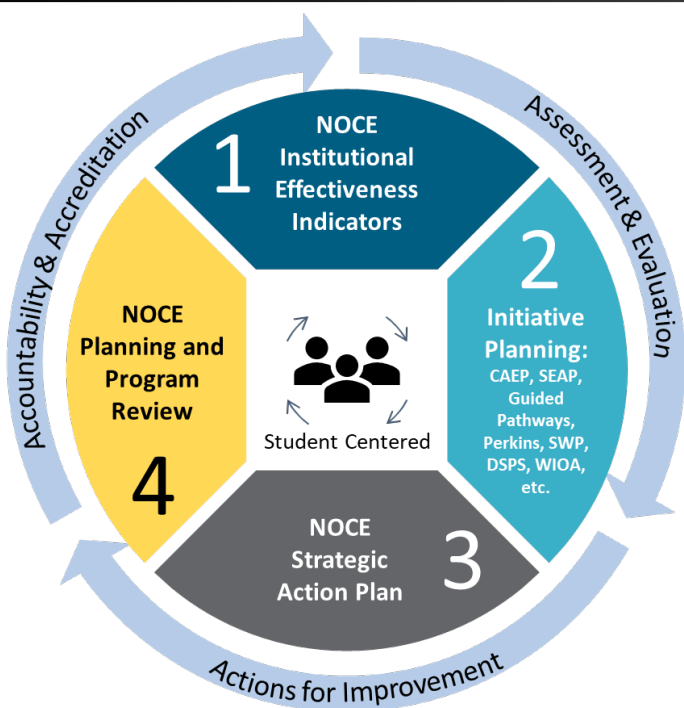 Accountability & Accreditation
Assessment & Evaluation
1
NOCE
Institutional
Effectiveness
Indicators
2
Initiative
Planning:
CAEP, SEAP,
Guided
Pathways,
Perkins, SWP,
DSPS, WIOA,
etc.
NOCE
Planning and
Program
Review
4
Student Centered
NOCE
Strategic
Action Plan
3
Actions for Improvement